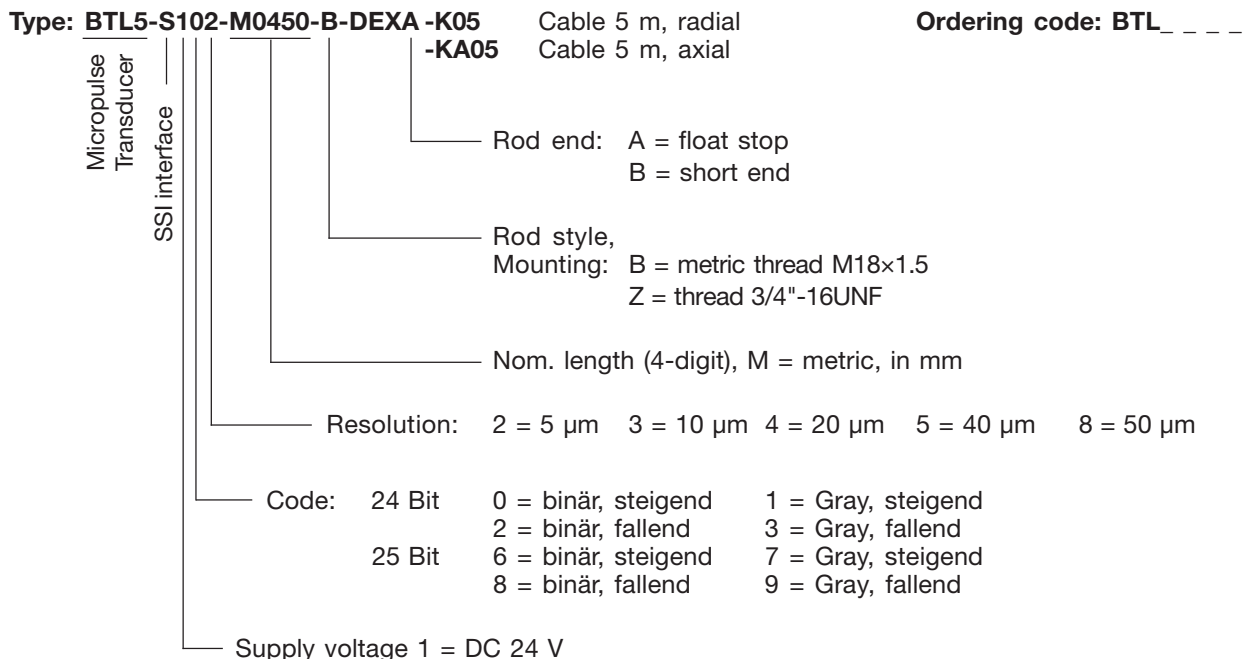 Type: BTL5-S102-M0450-B-DEXA -K05 Cable 5 m, radial Ordering code: BTL_ _ _ _
-KA05 Cable 5 m, axial
Micropulse
Transducer
SSI interface
Rod end: A = float stop
B = short end
Rod style,
Mounting: B = metric thread M18×1.5
Z = thread 3/4"-16UNF
Nom. length (4-digit), M = metric, in mm
Resolution: 2 = 5 µm 3 = 10 µm 4 = 20 µm 5 = 40 µm 8 = 50 µm
Code: 24 Bit 0 = binär, steigend 1 = Gray, steigend
2 = binär, fallend 3 = Gray, fallend
25 Bit 6 = binär, steigend 7 = Gray, steigend
8 = binär, fallend 9 = Gray, fallend
Supply voltage 1 = DC 24 V